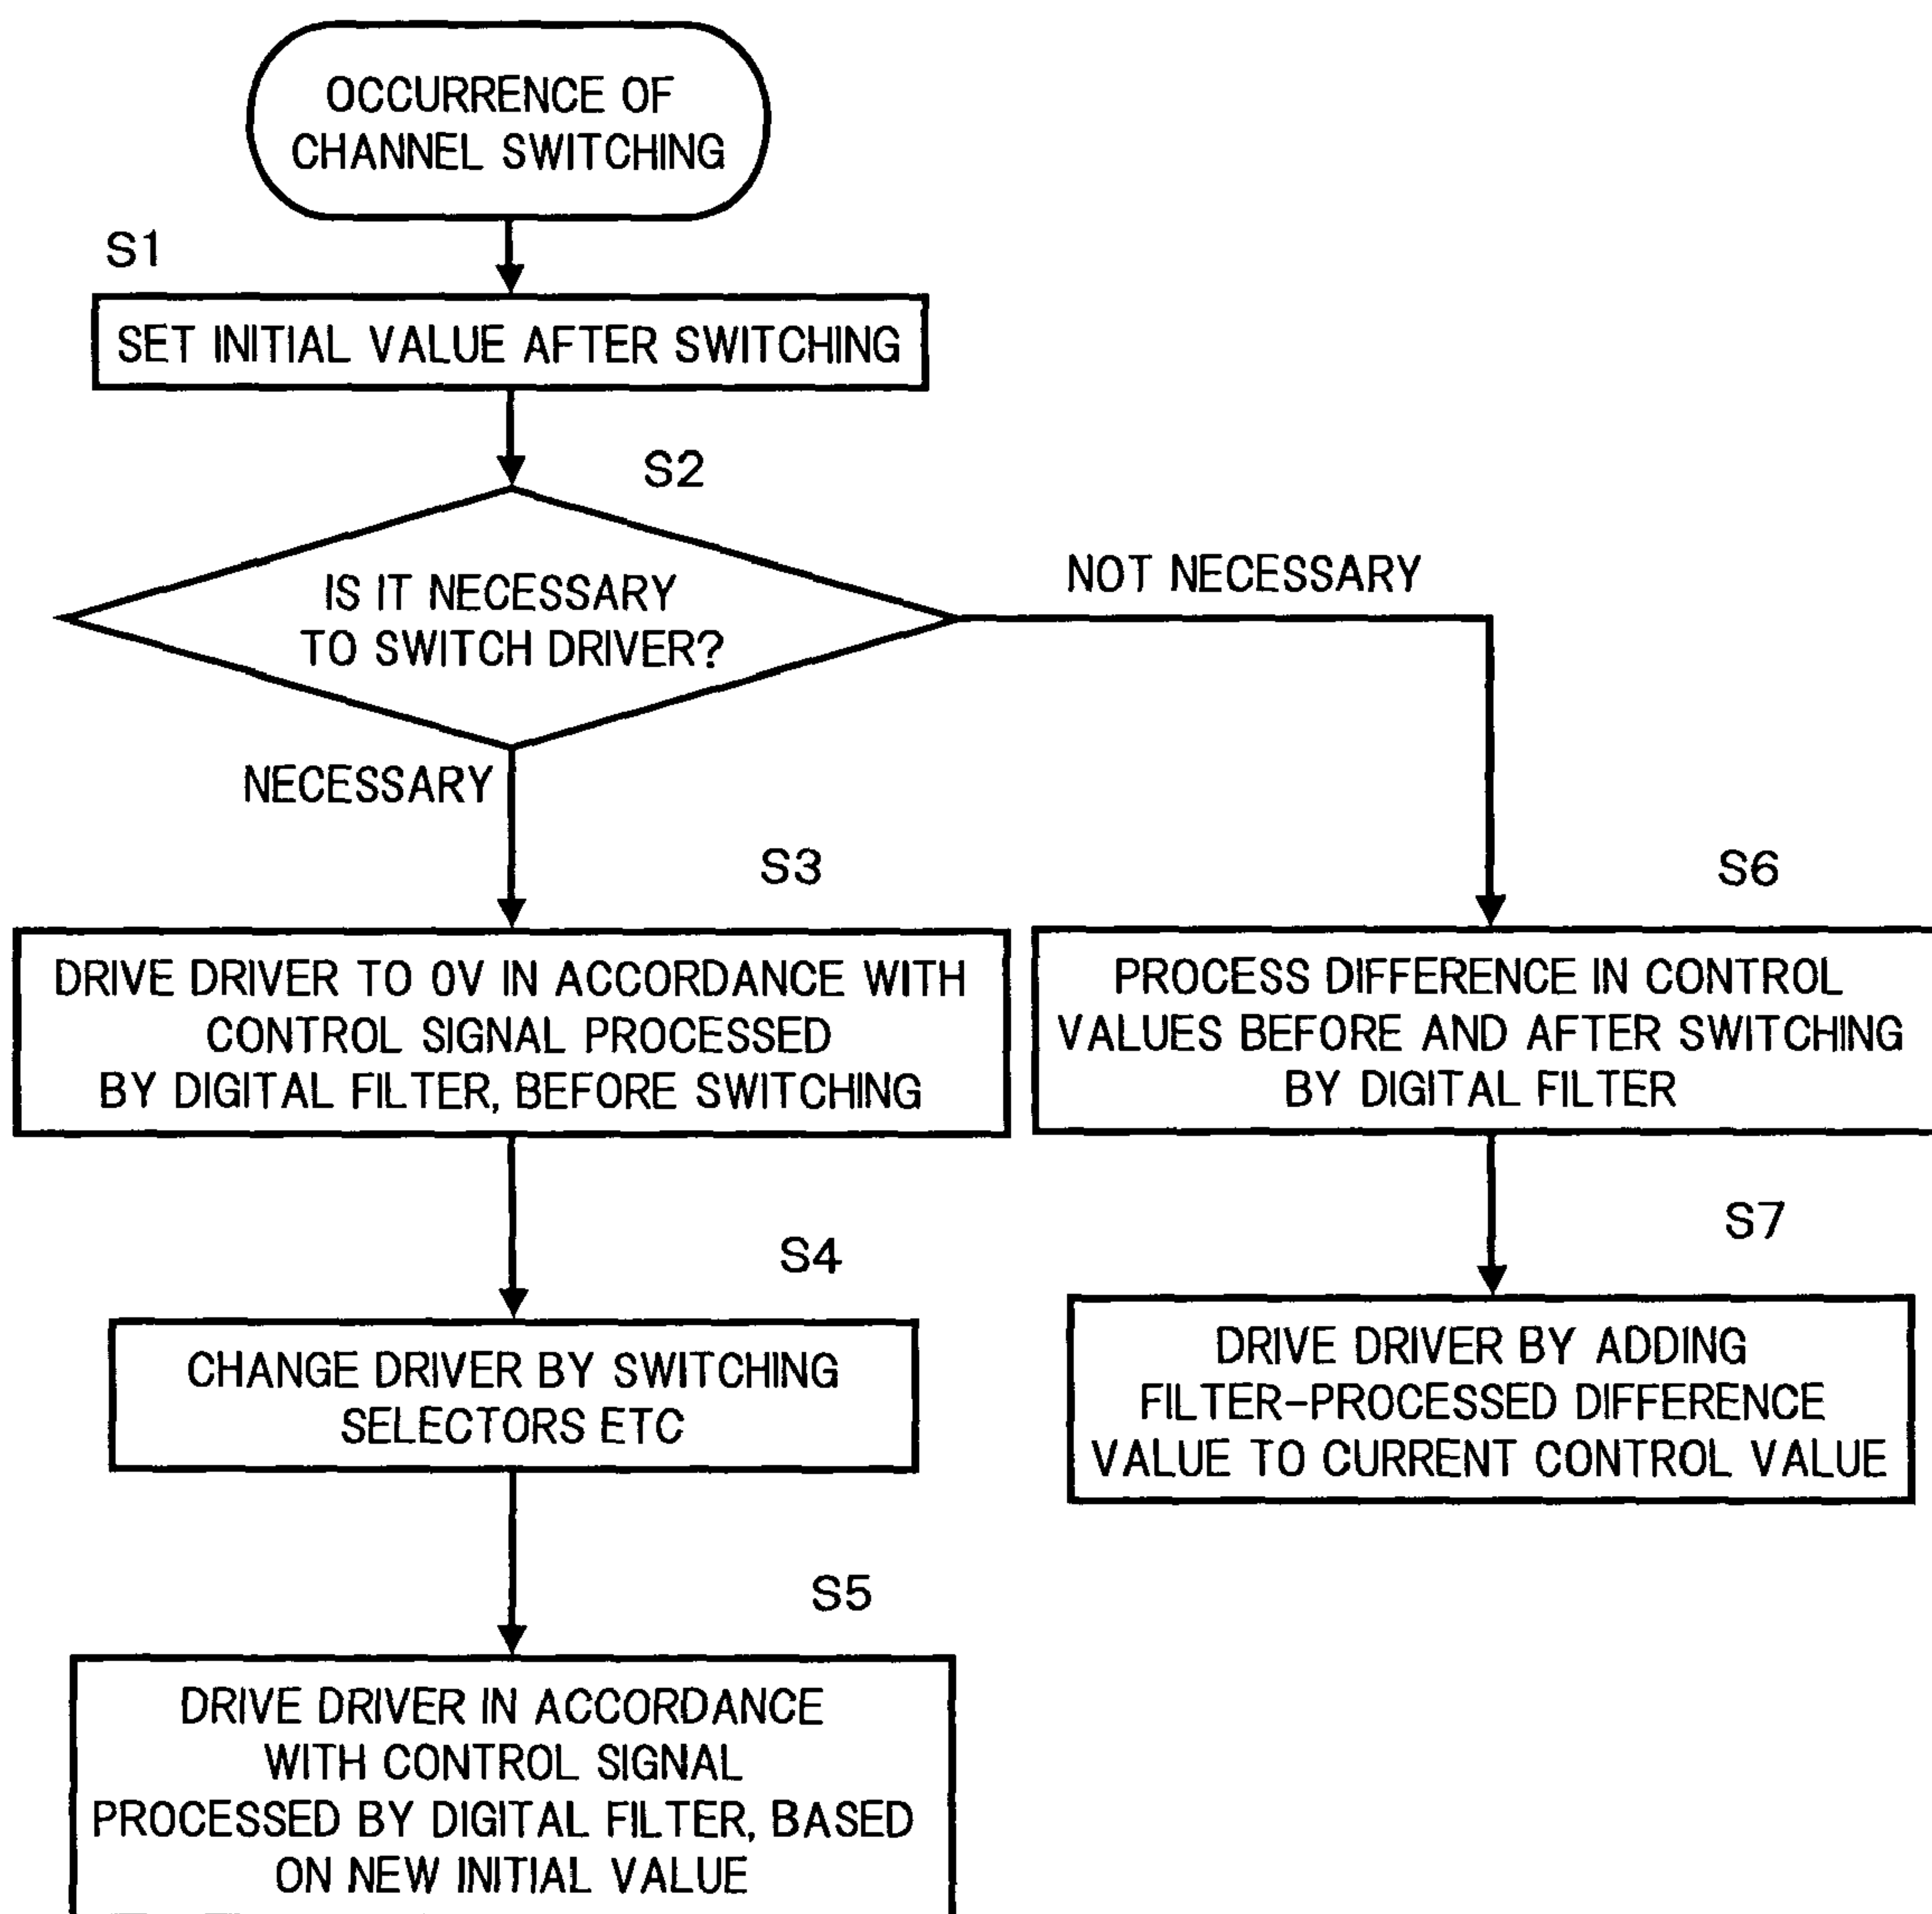 OCCURRENCE OF
CHANNEL SWITCHING
S1
SET INITIAL VALUE AFTER SWITCHING
S2
IS IT NECESSARY
TO SWITCH DRIVER?
NOT NECESSARY
NECESSARY
S3
DRIVE DRIVER TO 0V IN ACCORDANCE WITH
CONTROL SIGNAL PROCESSED
BY DIGITAL FILTER, BEFORE SWITCHING
S6
PROCESS DIFFERENCE IN CONTROL
VALUES BEFORE AND AFTER SWITCHING
BY DIGITAL FILTER
S4
CHANGE DRIVER BY SWITCHING
SELECTORS ETC
S7
DRIVE DRIVER BY ADDING
FILTER-PROCESSED DIFFERENCE
VALUE TO CURRENT CONTROL VALUE
S5
DRIVE DRIVER IN ACCORDANCE
WITH CONTROL SIGNAL
PROCESSED BY DIGITAL FILTER, BASED
ON NEW INITIAL VALUE